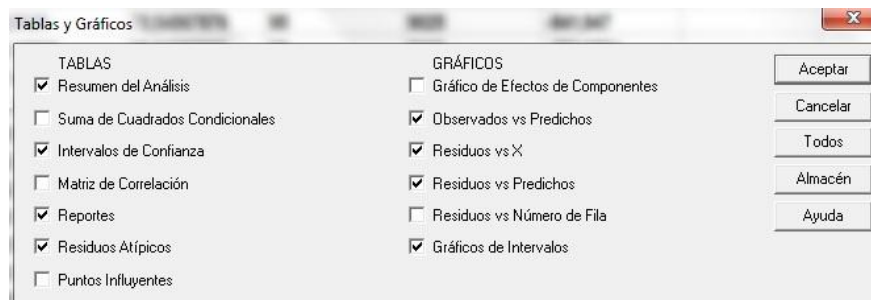 Tablas y Gráficos
TABLAS
Resumen del Análisis
Suma de Cuadrados Condicionales
Intervalos de Confianza
Matriz de Correlación
Reportes
Residuos Atípicos
Puntos Influyentes
GRÁFICOS
Gráfico de Efectos de Componentes
Observados vs Predichos
Residuos vs X
Residuos vs Predichos
Residuos vs Número de Fila
Gráficos de Intervalos
Aceptar
Cancelar
Todos
Almacén
Ayuda